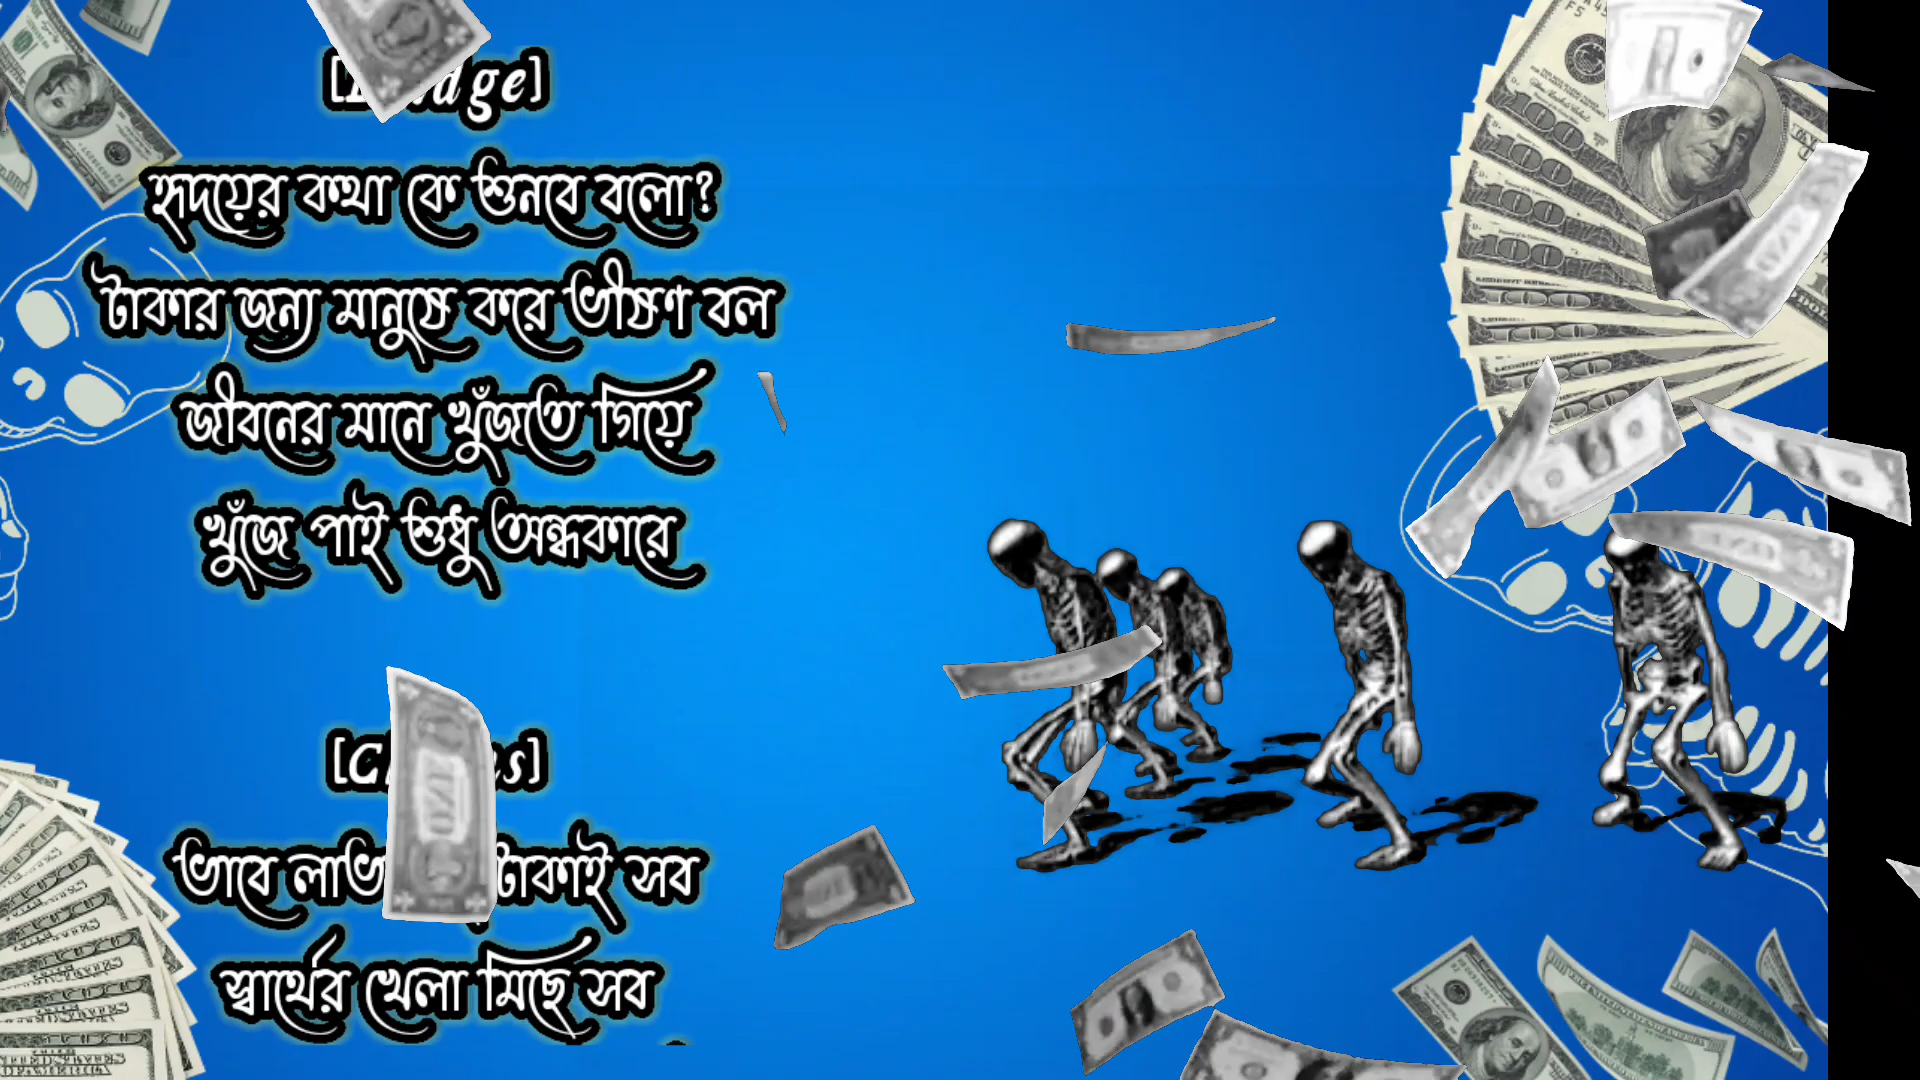 হৃদয়ের কথা কে শুনবে বলো?
টাকার জন্য মানুষে করে ভীষণ বল
জীবনের মানে খুঁজতে গিয়ে
খুঁজে পাই শুধু অন্ধকারে
ভাবে টাকাই সব
স্বার্থের খেলা মিছে সব